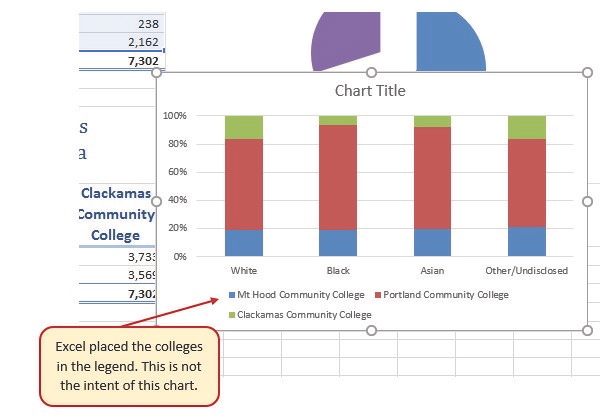 238
2,162
7,302
s
a
Clackamas
Community
College
3,733
3,569
7,302
Chart Title
100%
80%
60%
40%
20%
0%
White Black Asian Other/Undisclosed
Mt Hood Community College Portland Community College
Clackamas Community College
Excel placed the colleges
in the legend. This is not
the intent of this chart.